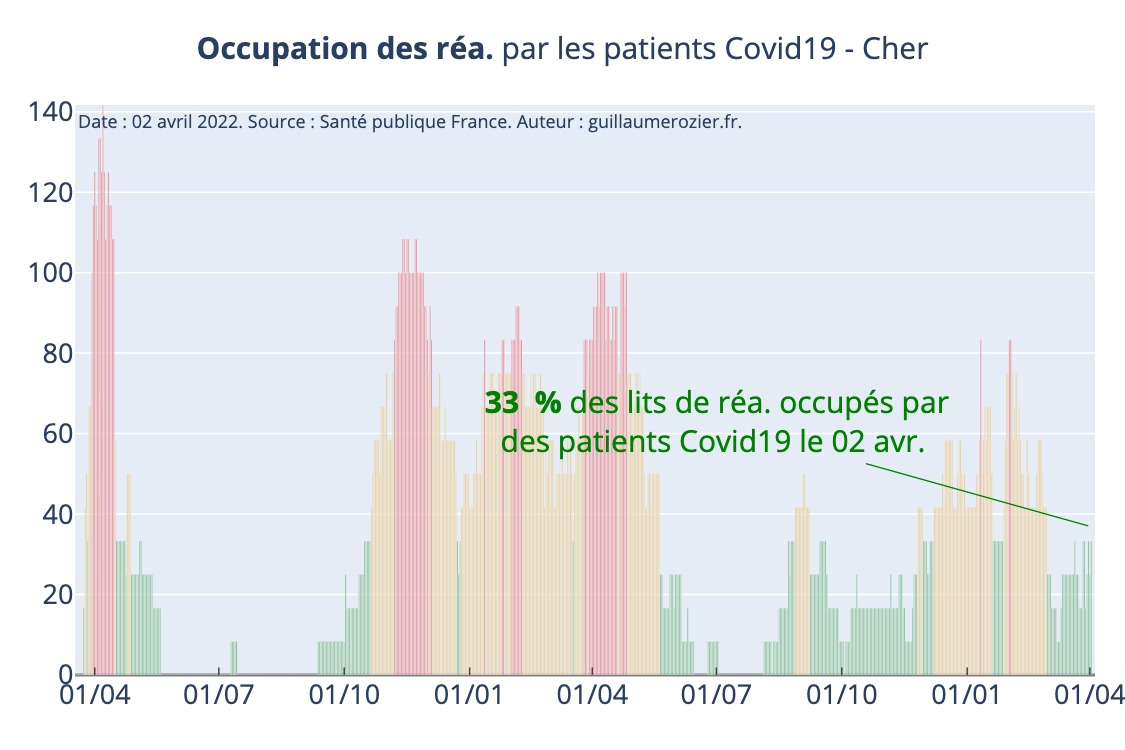 Occupation des réa. par les patients Covid19 - Cher
140
Date : 02 avril 2022. Source : Santé publique France. Auteur : guillaumerozier.fr.
120
100
80
33 % des lits de réa. occupés par
des patients Covid19 le 02 avr.
60
40
20
0
01/04 01/07 01/10 01/01 01/04 01/07 01/10 01/01 01/04